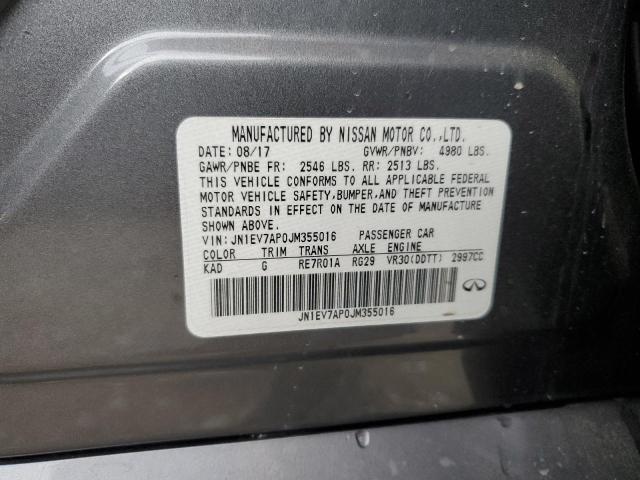 MANUFACTURED BY NISSAN MOTOR CO.,LTD.
DATE: 08/17 GVWR/PNBV: 4980 LBS.
GAWR/PNBE FR: 2546 LBS. RR: 2513 LBS.
THIS VEHICLE CONFORMS TO ALL APPLICABLE FEDERAL
MOTOR VEHICLE SAFETY,BUMPER,AND THEFT PREVENTION
STANDARDS IN EFFECT ON THE DATE OF MANUFACTURE
SHOWN ABOVE.
VIN: JN1EV7AP0JM355016 PASSENGER CAR
COLOR TRIM TRANS AXLE ENGINE
KAD G RE7R01A RG29 VR30(DDTT) 2997CC
JN1EV7AP0JM355016